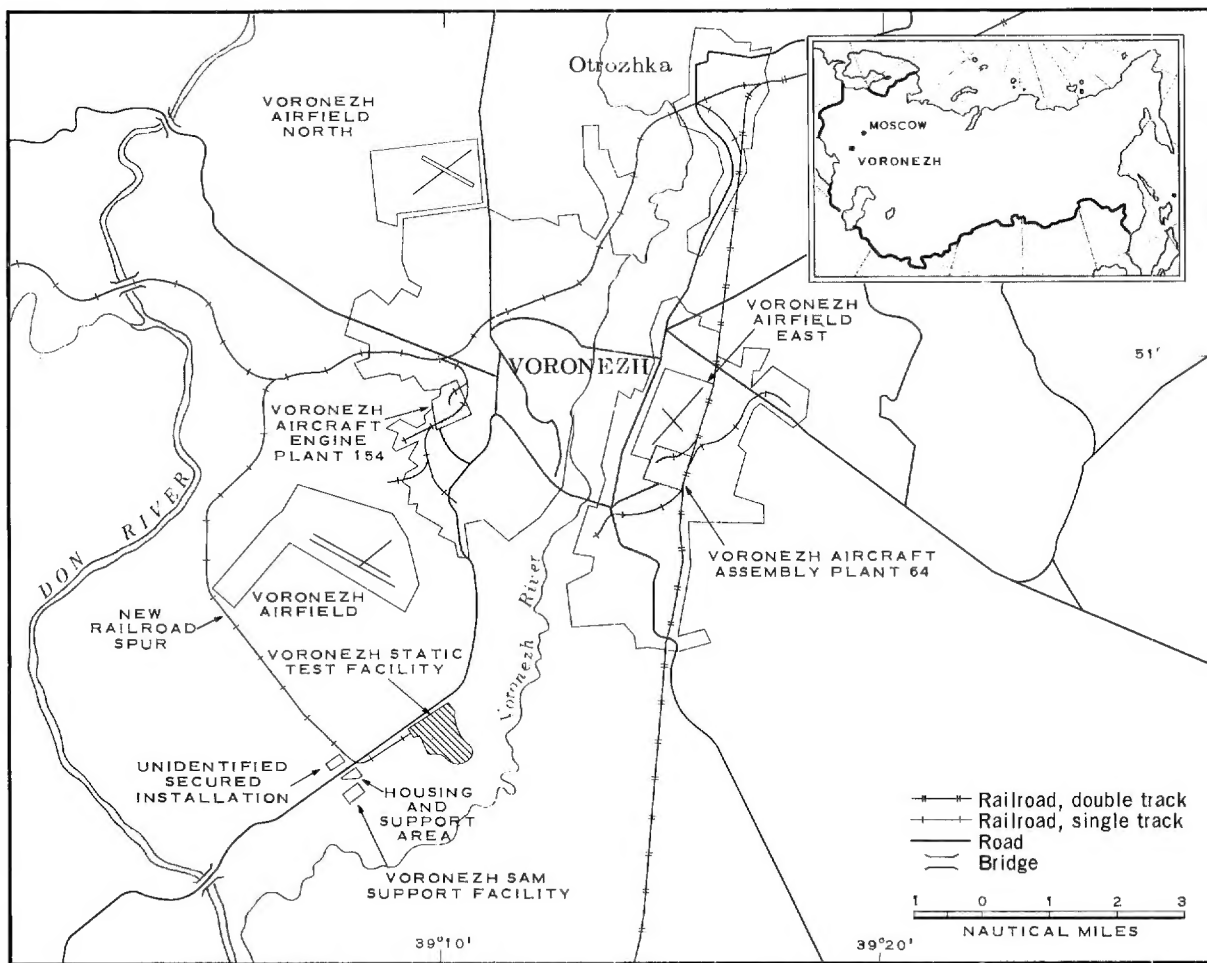 Otrozhka
VORONEZH
AIRFIELD
NORTH
MOSCOW
VORONEZH
VORONEZH
AIRFIELD
EAST
51'
VORONEZH
VORONEZH
AIRCRAFT
ENGINE
PLANT 154
DON RIVER
VORONEZH AIRCRAFT
ASSEMBLY PLANT 64
VORONEZH
AIRFIELD
NEW
RAILROAD
SPUR
Voronezh River
VORONEZH STATIC
TEST FACILITY
UNIDENTIFIED
SECURED
INSTALLATION
HOUSING
AND
SUPPORT
AREA
VORONEZH SAM
SUPPORT FACILITY
Railroad, double track
Railroad, single track
Road
Bridge
1 0 1 2 3
NAUTICAL MILES
39°10'
39°20'